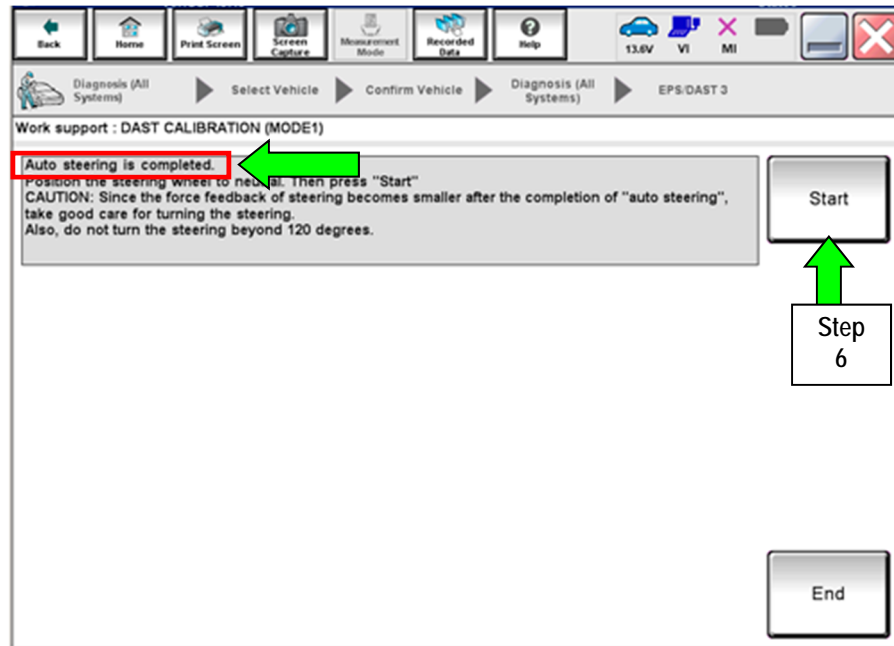 Back
Home
Print Screen
Screen
Capture
Measurement
Mode
Recorded
Data
Help
13.6V
VI
MI
Diagnosis (All
Systems)
Select Vehicle
Confirm Vehicle
Diagnosis (All
Systems)
EPS/DAST 3
Work support : DAST CALIBRATION (MODE1)
Auto steering is completed.
Position the steering wheel to neutral. Then press "Start"
CAUTION: Since the force feedback of steering becomes smaller after the completion of "auto steering",
take good care for turning the steering.
Also, do not turn the steering beyond 120 degrees.
Start
Step
6
End